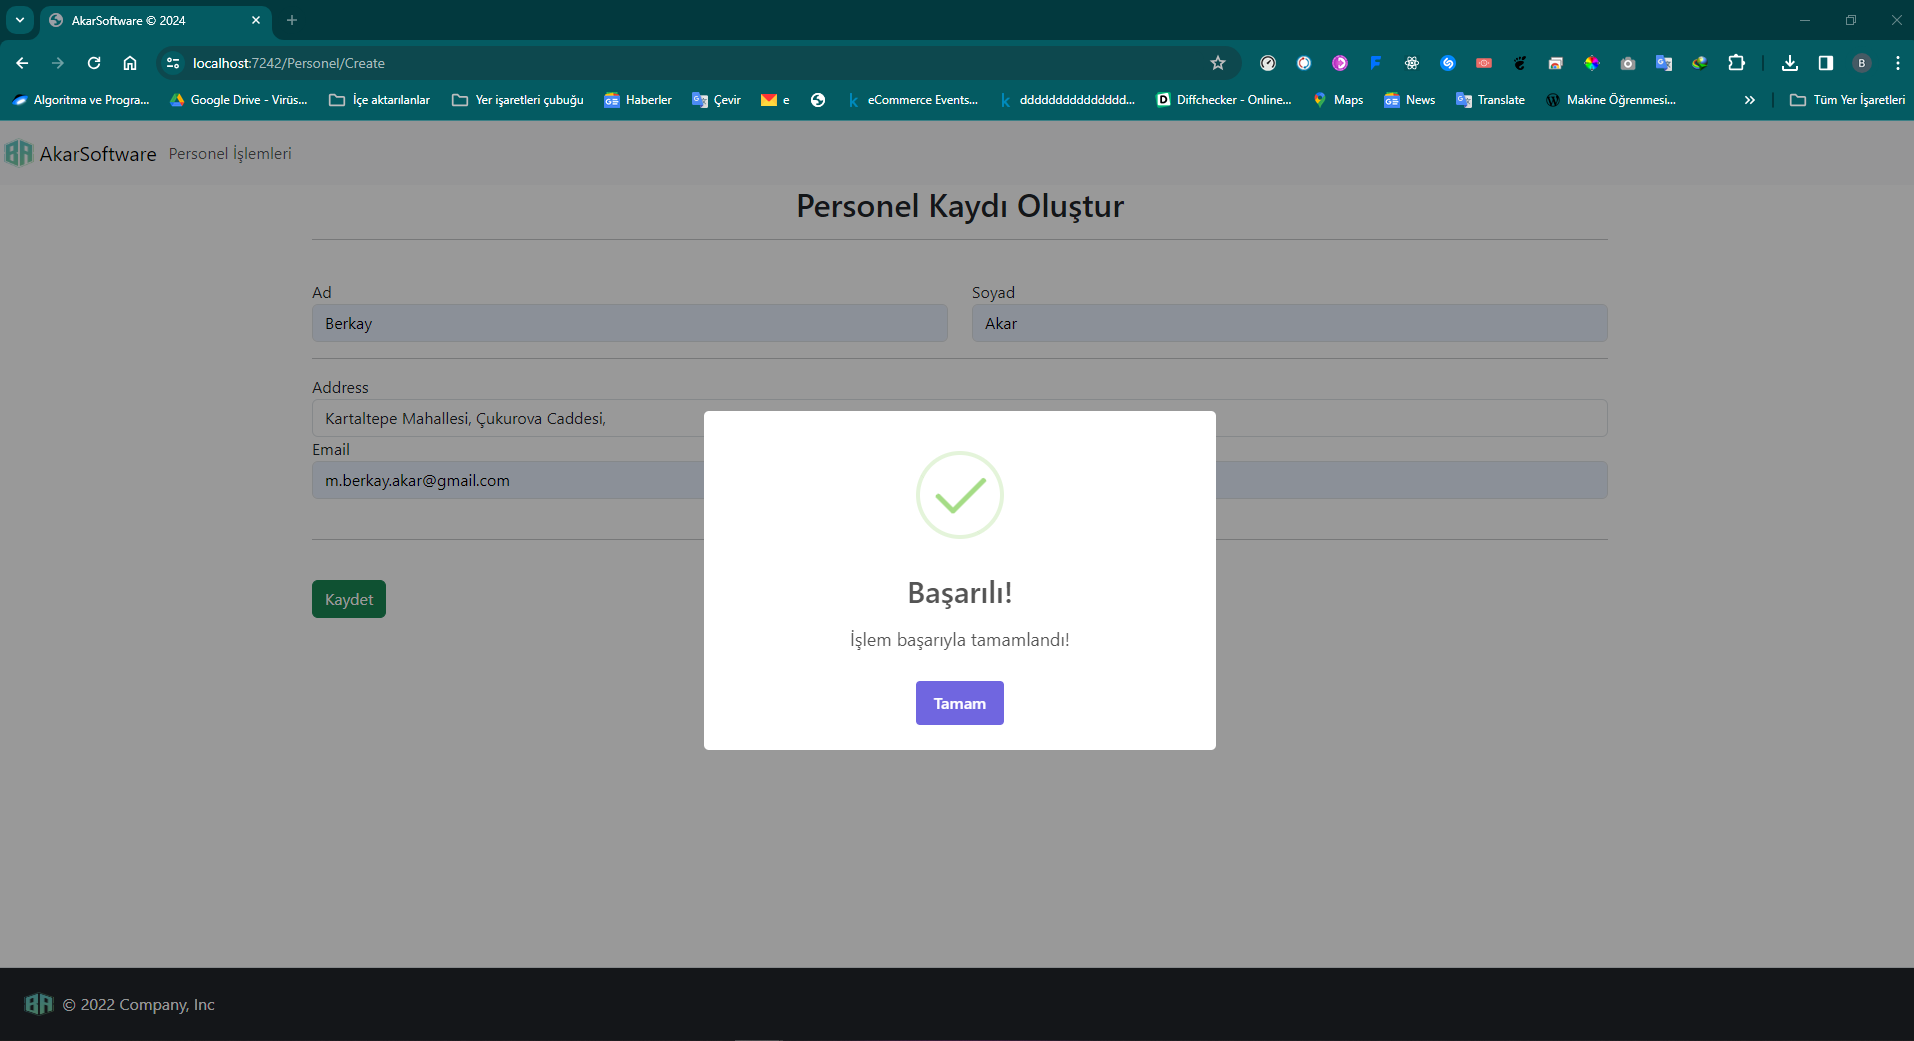 AkarSoftware © 2024
localhost:7242/Personel/Create
B
Algoritma ve Progra... Google Drive - Virüs... İçe aktarılanlar Yer işaretleri çubuğu Haberler Çevir e eCommerce Events... ddddddddddddddd... Diffchecker - Online... Maps News Translate Makine Öğrenmesi... » Tüm Yer İşaretleri
BA AkarSoftware Personel İşlemleri
Personel Kaydı Oluştur
Ad Soyad
Berkay Akar
Address
Kartaltepe Mahallesi, Çukurova Caddesi,
Email
m.berkay.akar@gmail.com
Kaydet
Başarılı!
İşlem başarıyla tamamlandı!
Tamam
BA © 2022 Company, Inc